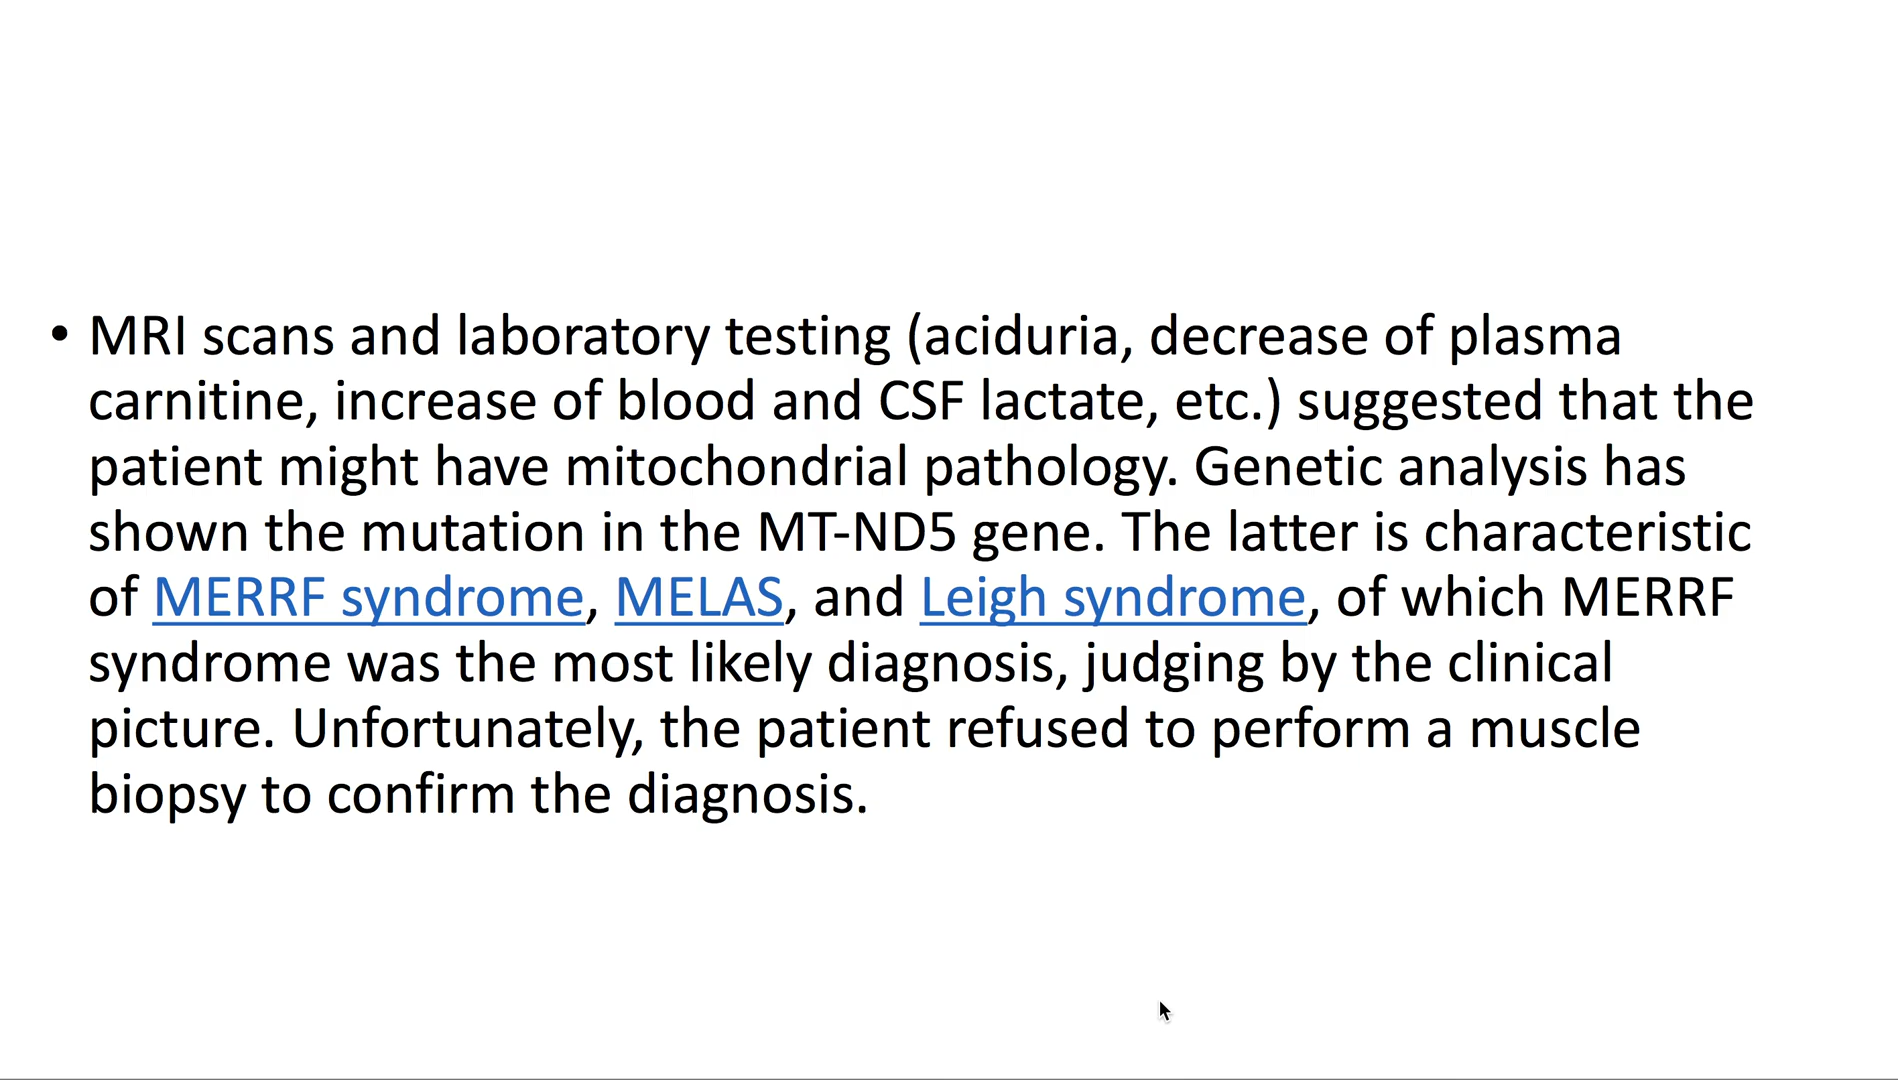 • MRI scans and laboratory testing (aciduria, decrease of plasma
carnitine, increase of blood and CSF lactate, etc.) suggested that the
patient might have mitochondrial pathology. Genetic analysis has
shown the mutation in the MT-ND5 gene. The latter is characteristic
of MERRF syndrome, MELAS, and Leigh syndrome, of which MERRF
syndrome was the most likely diagnosis, judging by the clinical
picture. Unfortunately, the patient refused to perform a muscle
biopsy to confirm the diagnosis.